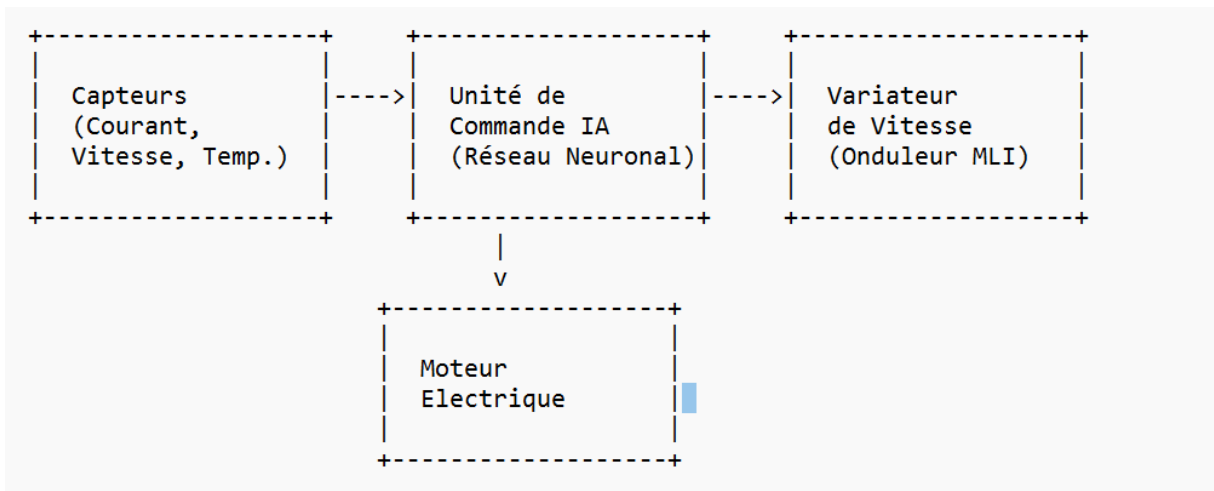 +-------------------+     +-------------------+     +-------------------+
|                   |     |                   |     |                   |
|  Capteurs         |---->|  Unité de         |---->|  Variateur        |
|  (Courant,        |     |  Commande IA      |     |  de Vitesse       |
|  Vitesse, Temp.)  |     |  (Réseau Neuronal)|     |  (Onduleur MLI)   |
|                   |     |                   |     |                   |
+-------------------+     +-------------------+     +-------------------+
                                |
                                v
                        +-------------------+
                        |                   |
                        |  Moteur           |
                        |  Electrique       |
                        |                   |
                        +-------------------+